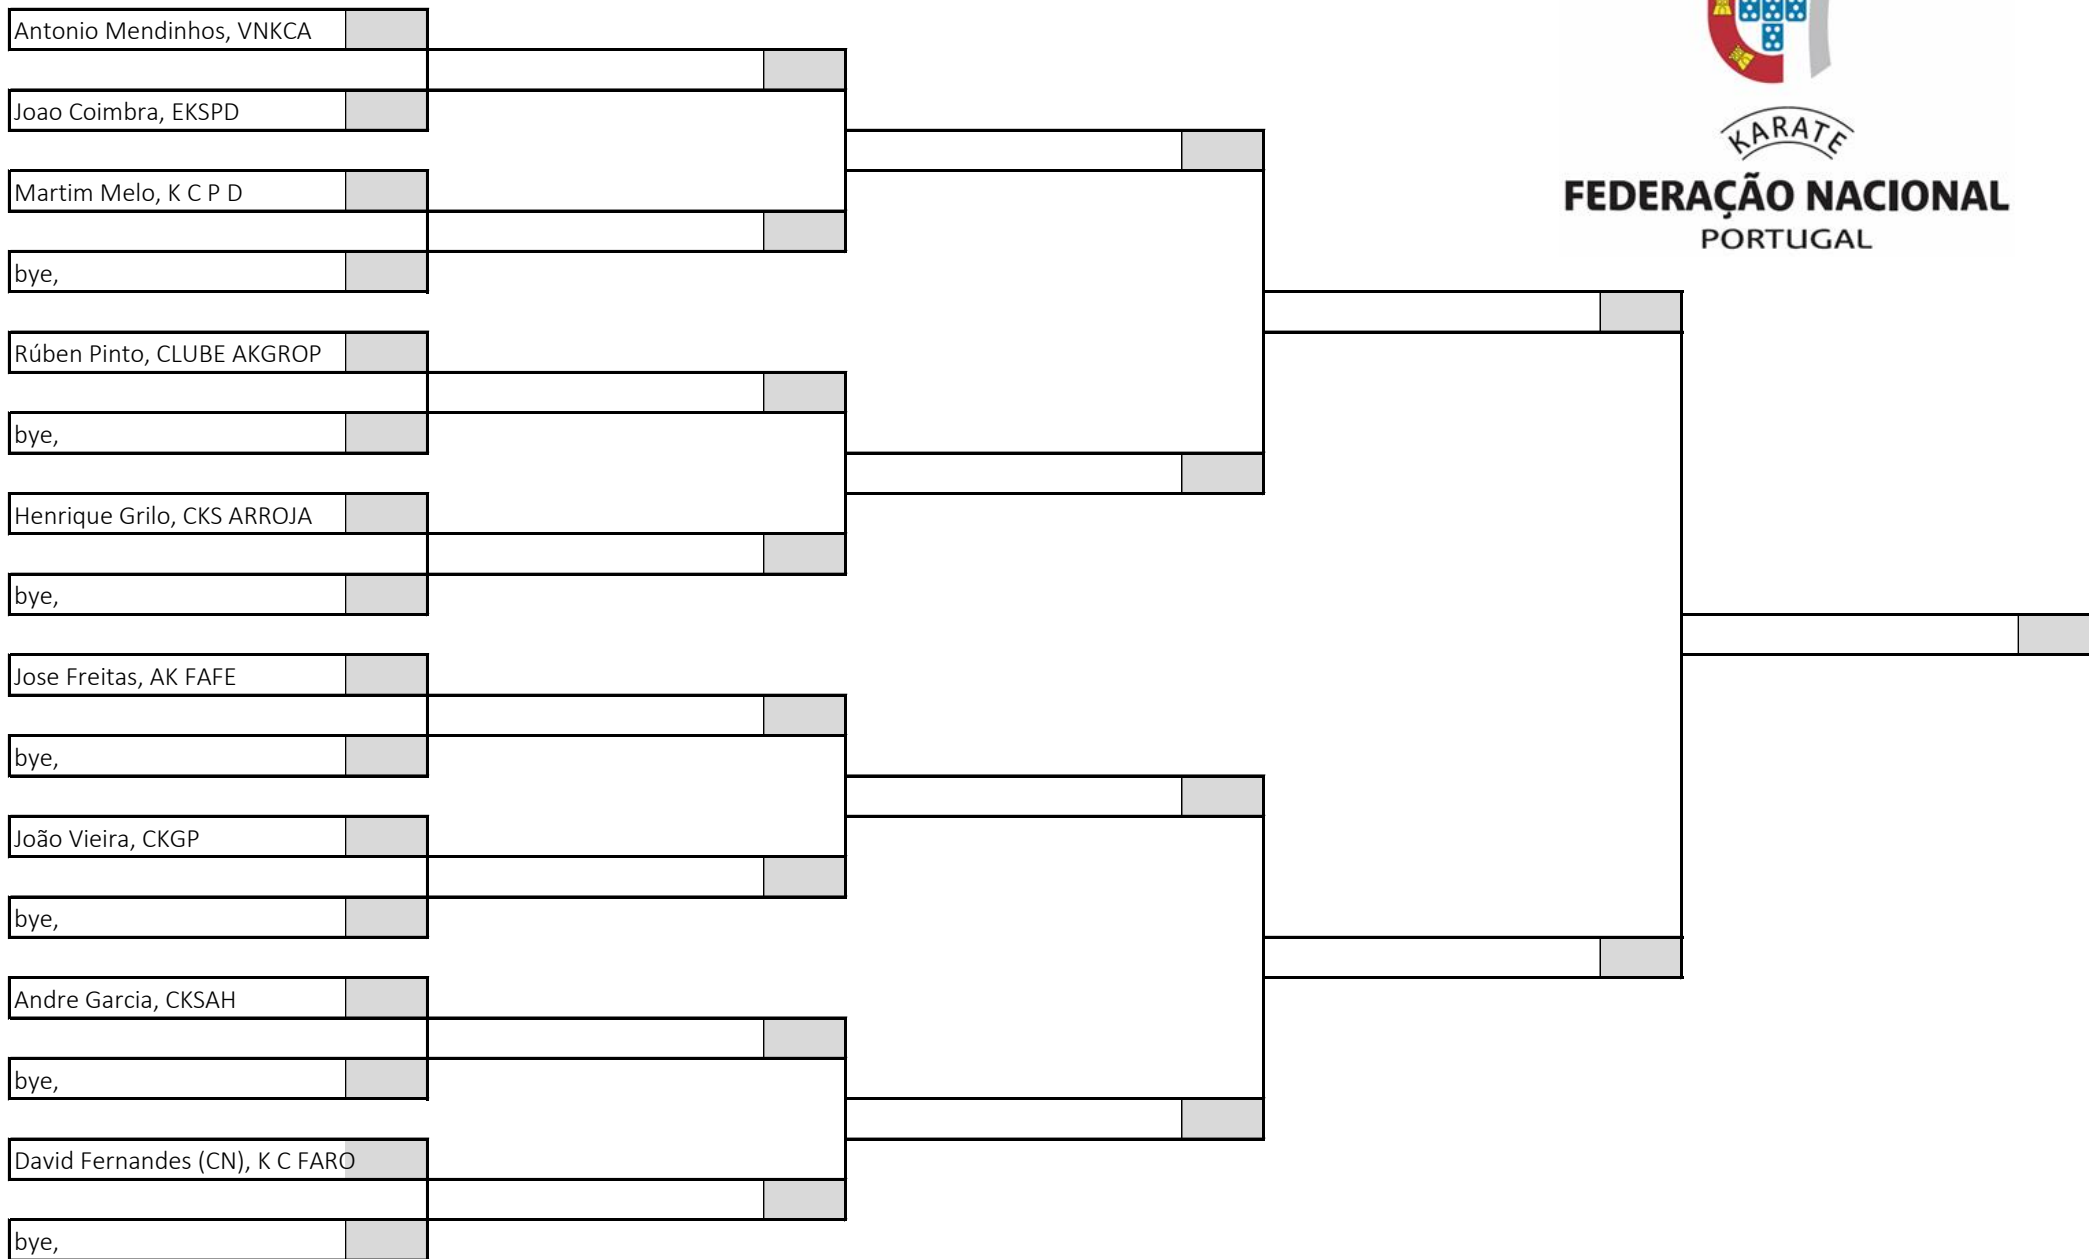 Antonio Mendinhos, VNKCA
Joao Coimbra, EKSPD
KARATE
Martim Melo, K C P D
FEDERAÇÃO NACIONAL
PORTUGAL
bye,
Rúben Pinto, CLUBE AKGROP
bye,
Henrique Grilo, CKS ARROJA
bye,
Jose Freitas, AK FAFE
bye,
João Vieira, CKGP
bye,
Andre Garcia, CKSAH
bye,
David Fernandes (CN), K C FARO
bye,